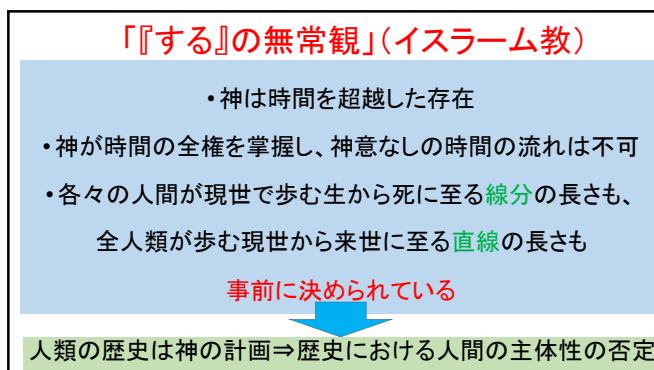 「『する』の無常観」(イスラーム教)
・神は時間を超越した存在
・神が時間の全権を掌握し、神意なしの時間の流れは不可
・各々の人間が現世で歩む生から死に至る線分の長さも、
全人類が歩む現世から来世に至る直線の長さも
事前に決められている
人類の歴史は神の計画⇒歴史における人間の主体性の否定